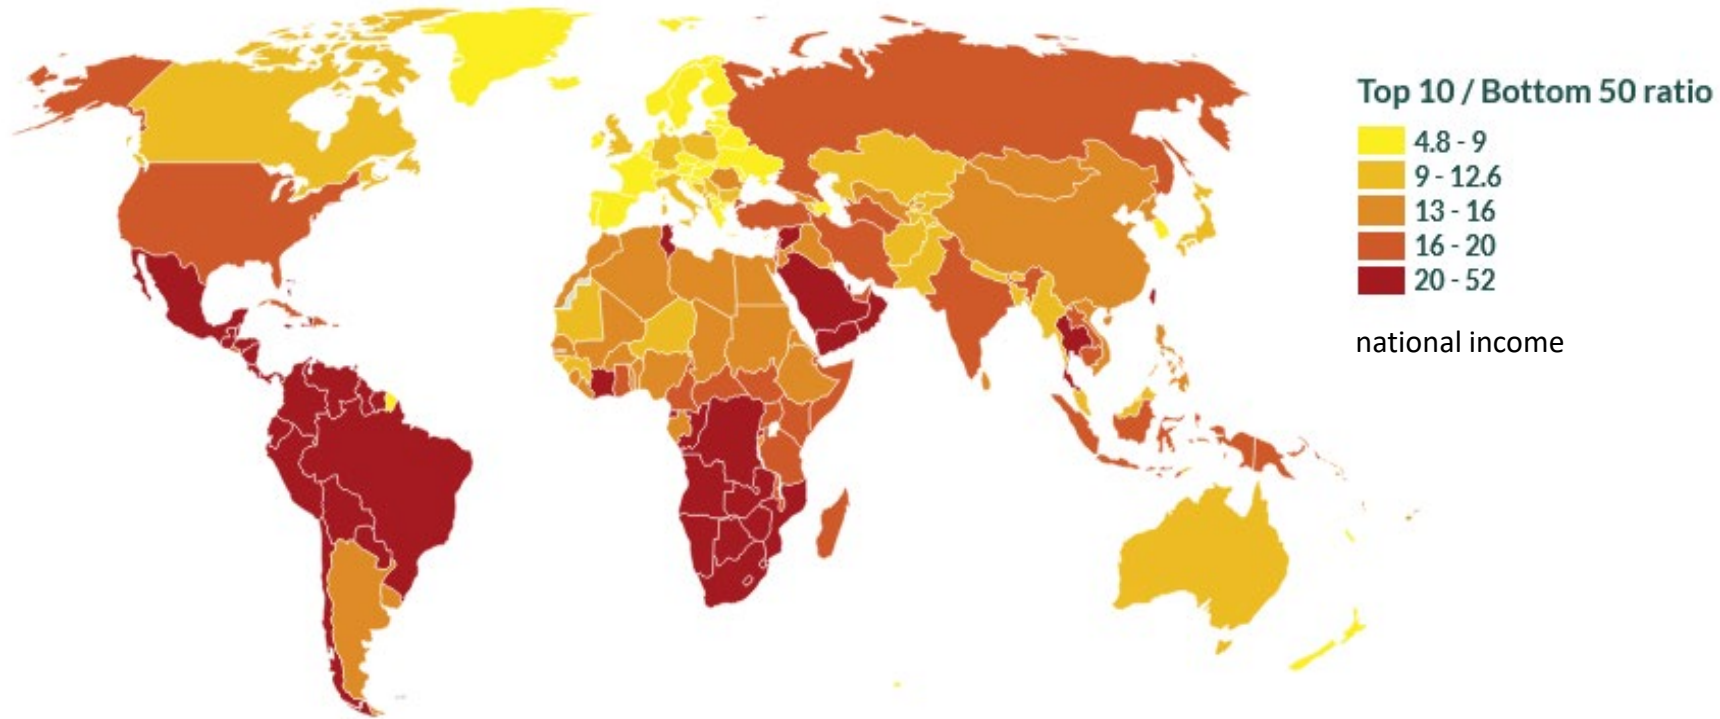 Top 10 / Bottom 50 ratio
4.8 - 9
9 - 12.6
13 - 16
16 - 20
20 - 52
national income